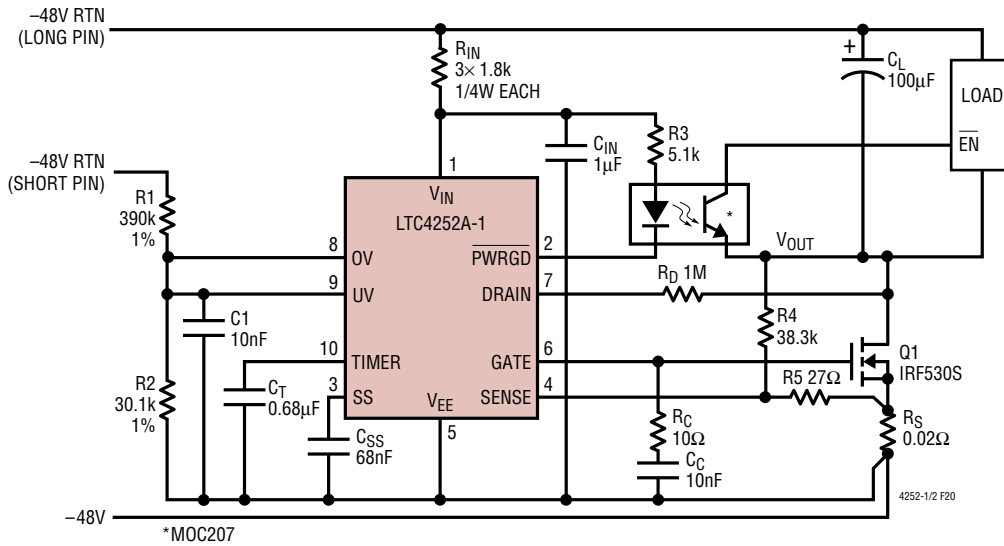 –48V RTN
(LONG PIN)
RIN
3× 1.8k
1/4W EACH
+
CL
100µF
LOAD
EN
–48V RTN
(SHORT PIN)
CIN
1µF
R3
5.1k
*
1
VIN
LTC4252A-1
R1
390k
1%
8
OV
PWRGD
2
VOUT
9
UV
DRAIN
7
RD 1M
C1
10nF
R4
38.3k
10
TIMER
GATE
6
Q1
IRF530S
R2
30.1k
1%
CT
0.68µF
3
SS
VEE
SENSE
4
R5 27Ω
5
CSS
68nF
RC
10Ω
CC
10nF
RS
0.02Ω
4252-1/2 F20
–48V
*MOC207